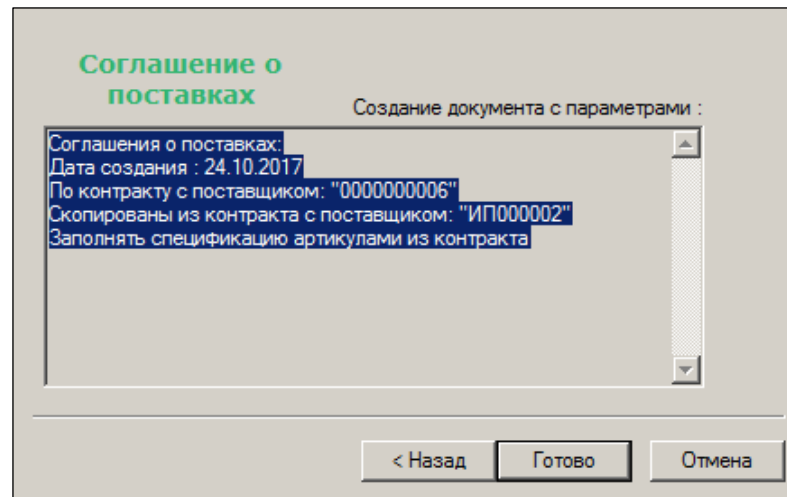 Соглашение о
поставках
Создание документа с параметрами :
Соглашения о поставках:
Дата создания : 24.10.2017
По контракту с поставщиком: "0000000006"
Скопированы из контракта с поставщиком: "ИП000002"
Заполнять спецификацию артикулами из контракта
< Назад
Готово
Отмена